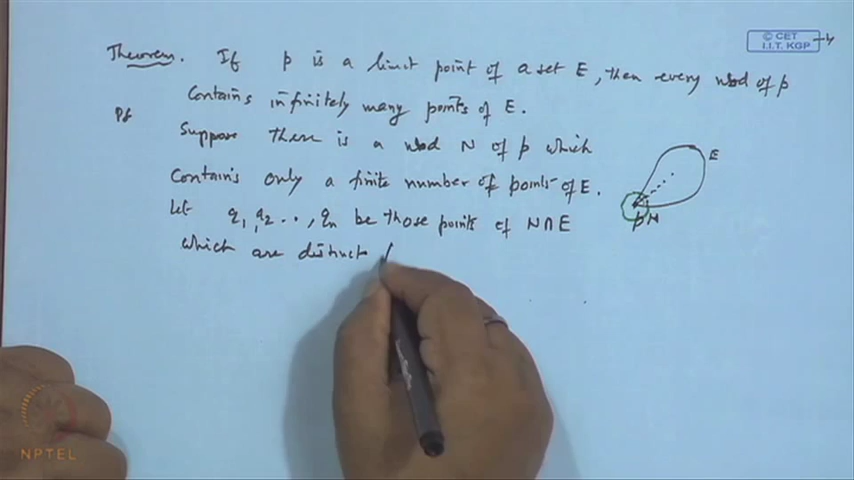 © CET
I.I.T. KGP
Theorem. If p is a limit point of a set E, then every nbd of p
Contains infinitely many points of E.
Pf
Suppose there is a nbd N of p which
Contains only a finite number of points of E.
Let q1, q2 .., qn be those points of N∩E
which are distinct
E
p N
NPTEL